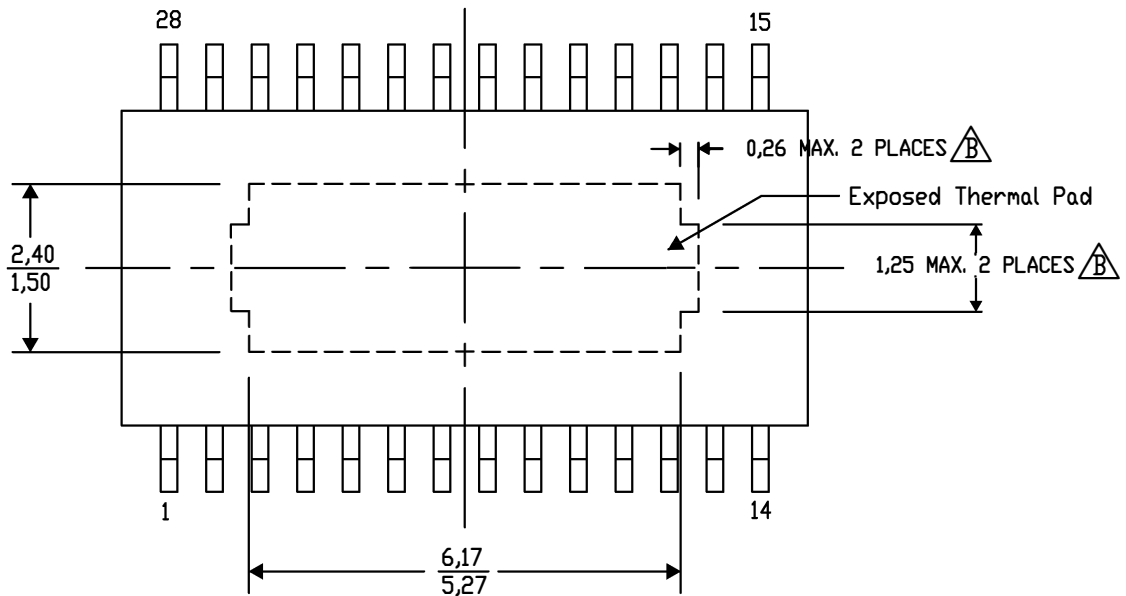 28
15
0,26 MAX. 2 PLACES B
Exposed Thermal Pad
2,40
1,50
1,25 MAX. 2 PLACES B
1
14
6,17
5,27